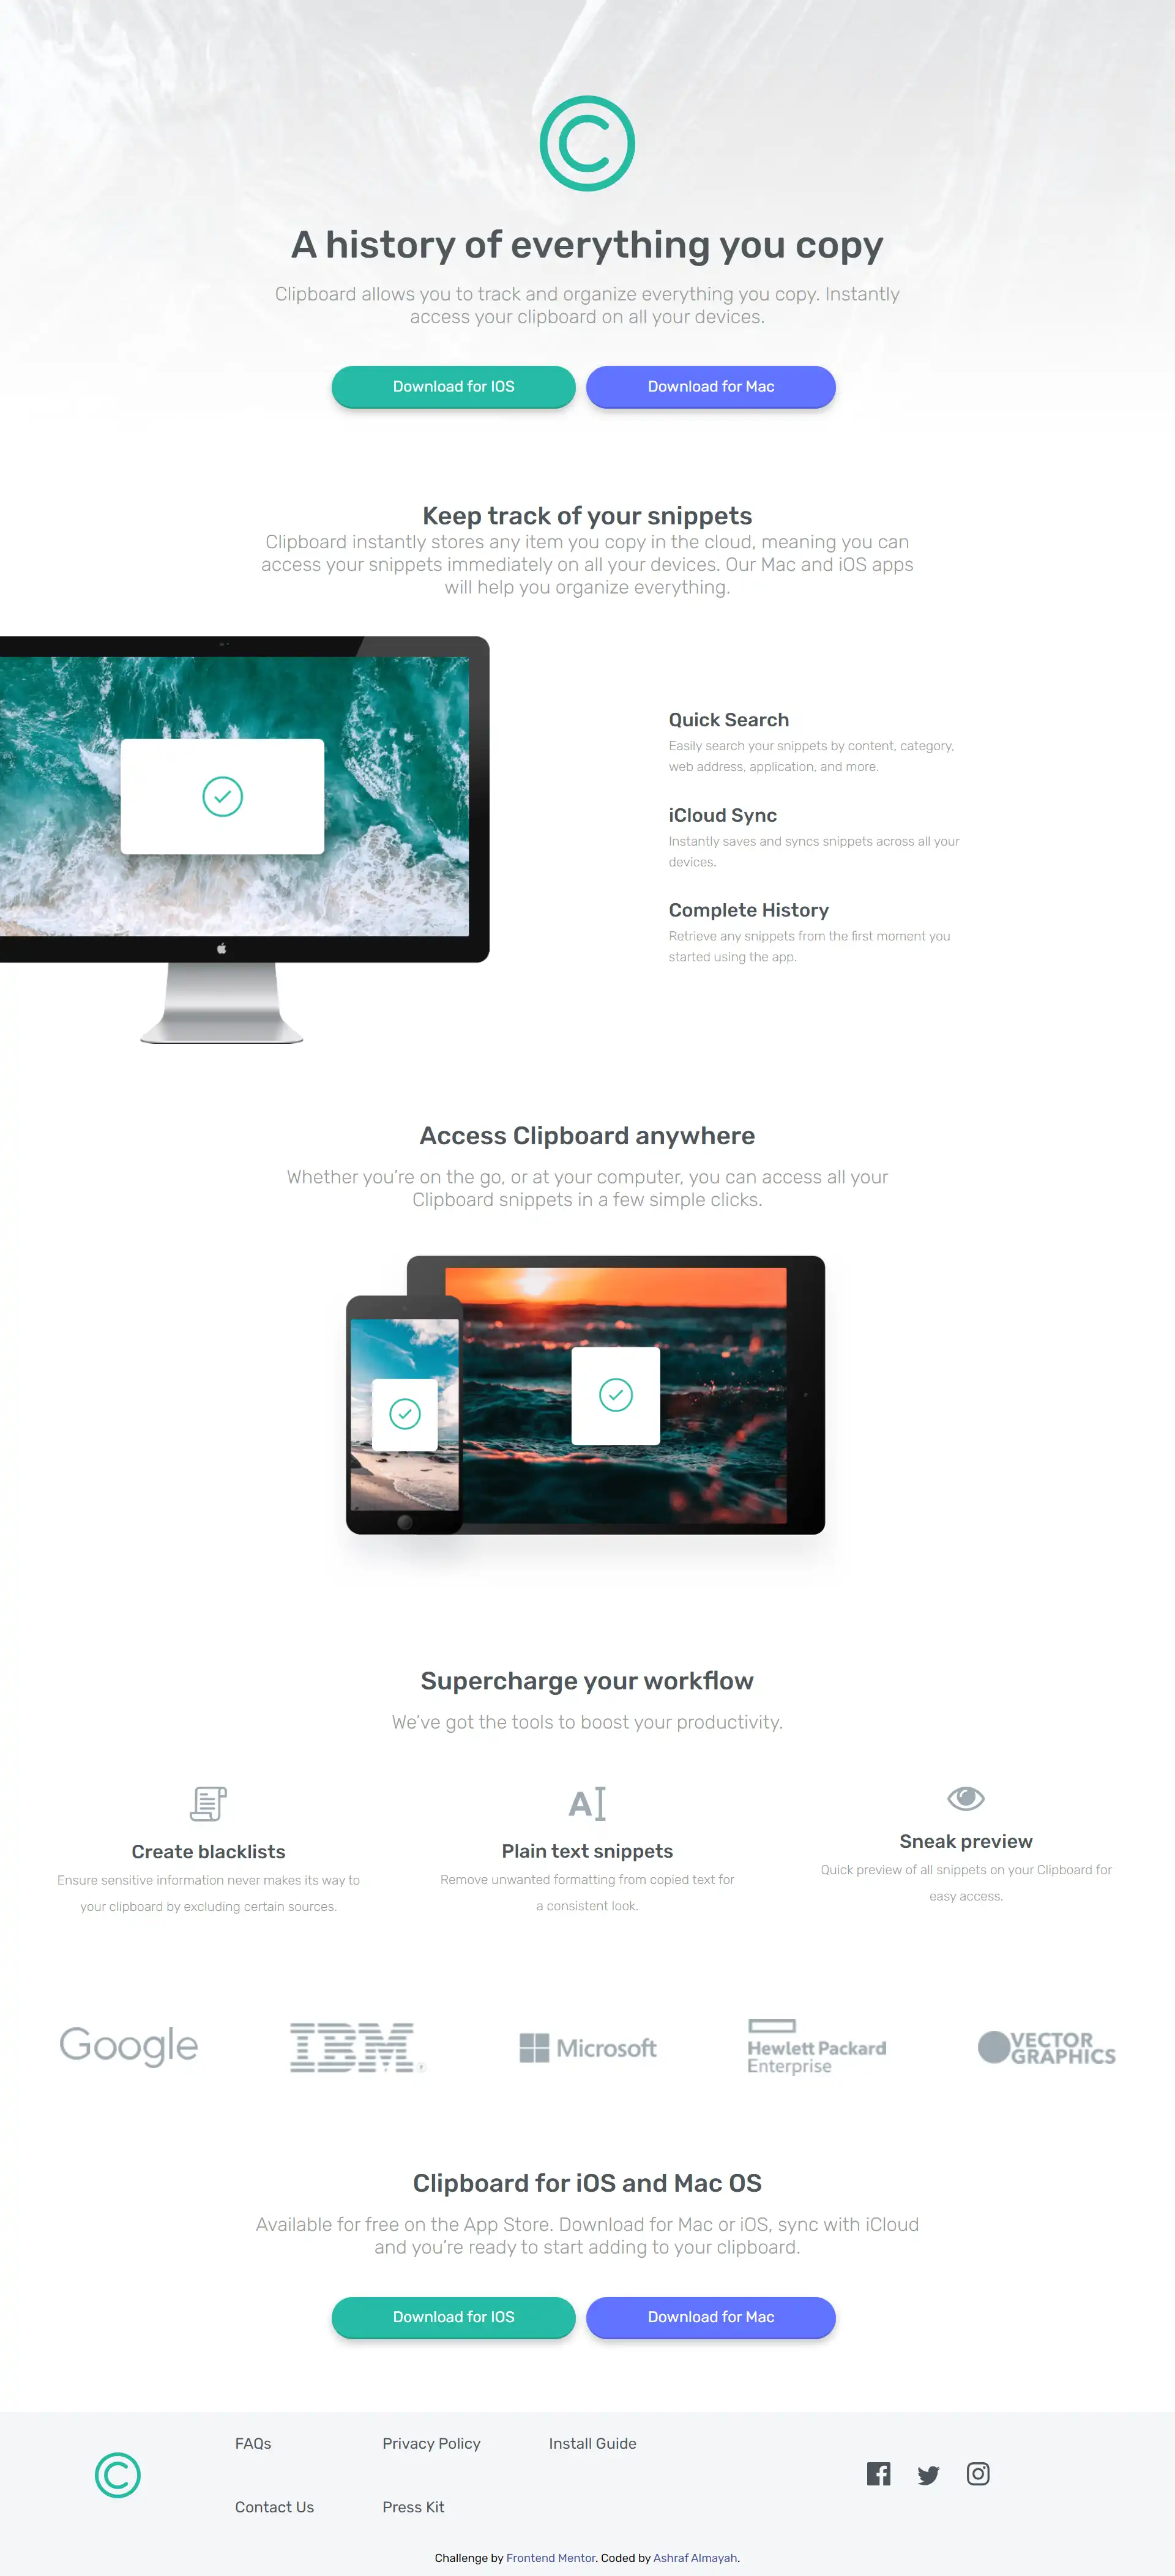 A history of everything you copy
Clipboard allows you to track and organize everything you copy. Instantly
access your clipboard on all your devices.
Download for IOS
Download for Mac
Keep track of your snippets
Clipboard instantly stores any item you copy in the cloud, meaning you can
access your snippets immediately on all your devices. Our Mac and iOS apps
will help you organize everything.
Quick Search
Easily search your snippets by content, category,
web address, application, and more.
iCloud Sync
Instantly saves and syncs snippets across all your
devices.
Complete History
Retrieve any snippets from the first moment you
started using the app.
Access Clipboard anywhere
Whether you’re on the go, or at your computer, you can access all your
Clipboard snippets in a few simple clicks.
Supercharge your workflow
We’ve got the tools to boost your productivity.
Create blacklists
Ensure sensitive information never makes its way to
your clipboard by excluding certain sources.
Plain text snippets
Remove unwanted formatting from copied text for
a consistent look.
Sneak preview
Quick preview of all snippets on your Clipboard for
easy access.
Google
IBM
Microsoft
Hewlett Packard
Enterprise
VECTOR
GRAPHICS
Clipboard for iOS and Mac OS
Available for free on the App Store. Download for Mac or iOS, sync with iCloud
and you’re ready to start adding to your clipboard.
Download for IOS
Download for Mac
FAQs
Privacy Policy
Install Guide
Contact Us
Press Kit
Challenge by Frontend Mentor. Coded by Ashraf Almayah.